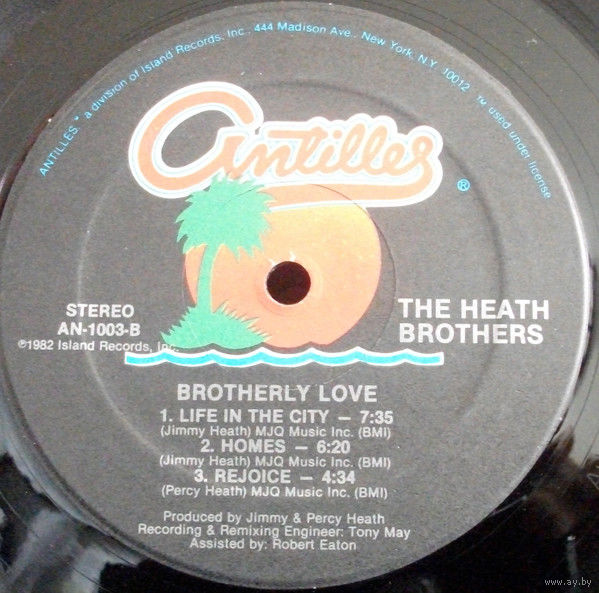 ANTILLES ™ a division of Island Records, Inc., 444 Madison Ave., New York, N.Y. 10012 ™ used under license
Antilles ®
STEREO
AN-1003-B
℗1982 Island Records, Inc.
THE HEATH
BROTHERS
BROTHERLY LOVE
1. LIFE IN THE CITY – 7:35
(Jimmy Heath) MJQ Music Inc. (BMI)
2. HOMES – 6:20
(Jimmy Heath) MJQ Music Inc. (BMI)
3. REJOICE – 4:34
(Percy Heath) MJQ Music Inc. (BMI)
Produced by Jimmy & Percy Heath
Recording & Remixing Engineer: Tony May
Assisted by: Robert Eaton
www.ay.by